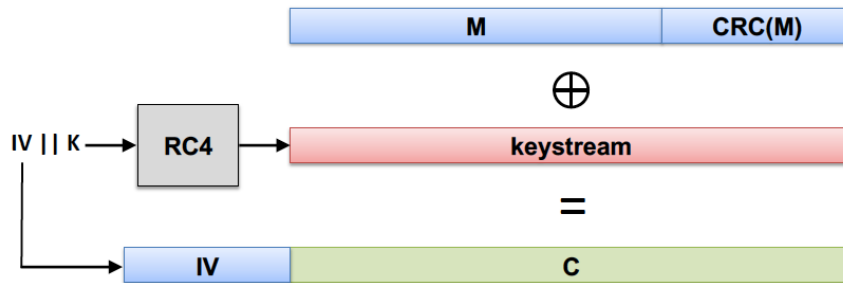 M CRC(M)
⊕
IV || K RC4 keystream
=
IV C